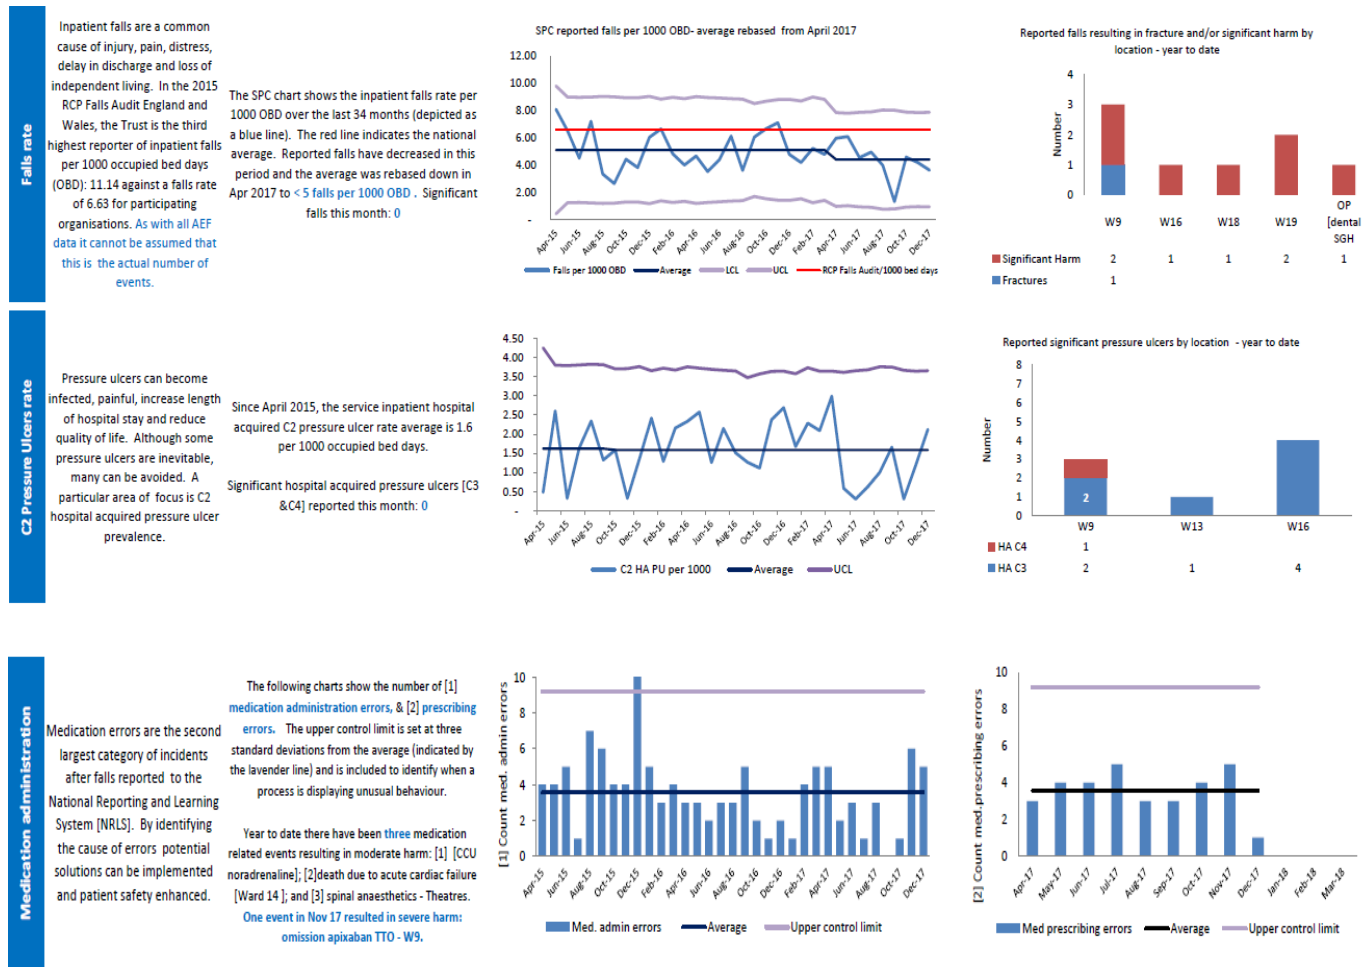 Falls rate
Inpatient falls are a common
cause of injury, pain, distress,
delay in discharge and loss of
independent living. In the 2015
RCP Falls Audit England and
Wales, the Trust is the third
highest reporter of inpatient falls
per 1000 occupied bed days
(OBD): 11.14 against a falls rate
of 6.63 for participating
organisations. As with all AEF
data it cannot be assumed that
this is the actual number of
events.
The SPC chart shows the inpatient falls rate per
1000 OBD over the last 34 months (depicted as
a blue line). The red line indicates the national
average. Reported falls have decreased in this
period and the average was rebased down in
Apr 2017 to < 5 falls per 1000 OBD . Significant
falls this month: 0
SPC reported falls per 1000 OBD- average rebased from April 2017
12.00
10.00
8.00
6.00
4.00
2.00
-
Apr-15 Jun-15 Aug-15 Oct-15 Dec-15 Feb-16 Apr-16 Jun-16 Aug-16 Oct-16 Dec-16 Feb-17 Apr-17 Jun-17 Aug-17 Oct-17 Dec-17
Falls per 1000 OBD Average LCL UCL RCP Falls Audit/1000 bed days
Reported falls resulting in fracture and/or significant harm by
location - year to date
Number
4
3
2
1
0
W9 W16 W18 W19 OP
[dental
SGH
Significant Harm 2 1 1 2 1
Fractures 1
C2 Pressure Ulcers rate
Pressure ulcers can become
infected, painful, increase length
of hospital stay and reduce
quality of life. Although some
pressure ulcers are inevitable,
many can be avoided. A
particular area of focus is C2
hospital acquired pressure ulcer
prevalence.
Since April 2015, the service inpatient hospital
acquired C2 pressure ulcer rate average is 1.6
per 1000 occupied bed days.
Significant hospital acquired pressure ulcers [C3
&C4] reported this month: 0
4.50
4.00
3.50
3.00
2.50
2.00
1.50
1.00
0.50
-
Apr-15 Jun-15 Aug-15 Oct-15 Dec-15 Feb-16 Apr-16 Jun-16 Aug-16 Oct-16 Dec-16 Feb-17 Apr-17 Jun-17 Aug-17 Oct-17 Dec-17
C2 HA PU per 1000 Average UCL
Reported significant pressure ulcers by location - year to date
Number
8
7
6
5
4
3
2
1
0
2
W9 W13 W16
HA C4 1
HA C3 2 1 4
Medication administration
Medication errors are the second
largest category of incidents
after falls reported to the
National Reporting and Learning
System [NRLS]. By identifying
the cause of errors potential
solutions can be implemented
and patient safety enhanced.
The following charts show the number of [1]
medication administration errors, & [2] prescribing
errors. The upper control limit is set at three
standard deviations from the average (indicated by
the lavender line) and is included to identify when a
process is displaying unusual behaviour.
Year to date there have been three medication
related events resulting in moderate harm: [1] [CCU
noradrenaline]; [2]death due to acute cardiac failure
[Ward 14 ]; and [3] spinal anaesthetics - Theatres.
One event in Nov 17 resulted in severe harm:
omission apixaban TTO - W9.
[1] Count med. admin errors
10
8
6
4
2
0
Apr-15 Jun-15 Aug-15 Oct-15 Dec-15 Feb-16 Apr-16 Jun-16 Aug-16 Oct-16 Dec-16 Feb-17 Apr-17 Jun-17 Aug-17 Oct-17 Dec-17
Med. admin errors Average Upper control limit
[2] Count med.prescribing errors
10
8
6
4
2
0
Apr-17 May-17 Jun-17 Jul-17 Aug-17 Sep-17 Oct-17 Nov-17 Dec-17 Jan-18 Feb-18 Mar-18
Med prescribing errors Average Upper control limit